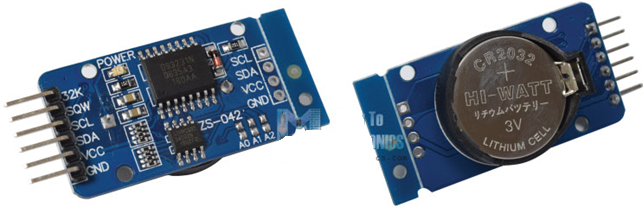 POWER
DS3231N
32K
SQW
SCL
SDA
VCC
GND
SCL
SDA
VCC
GND
ZS-042
A0 A1 A2
CR2032
+
HI-WATT
リチウムバッテリー
3V
LITHIUM CELL